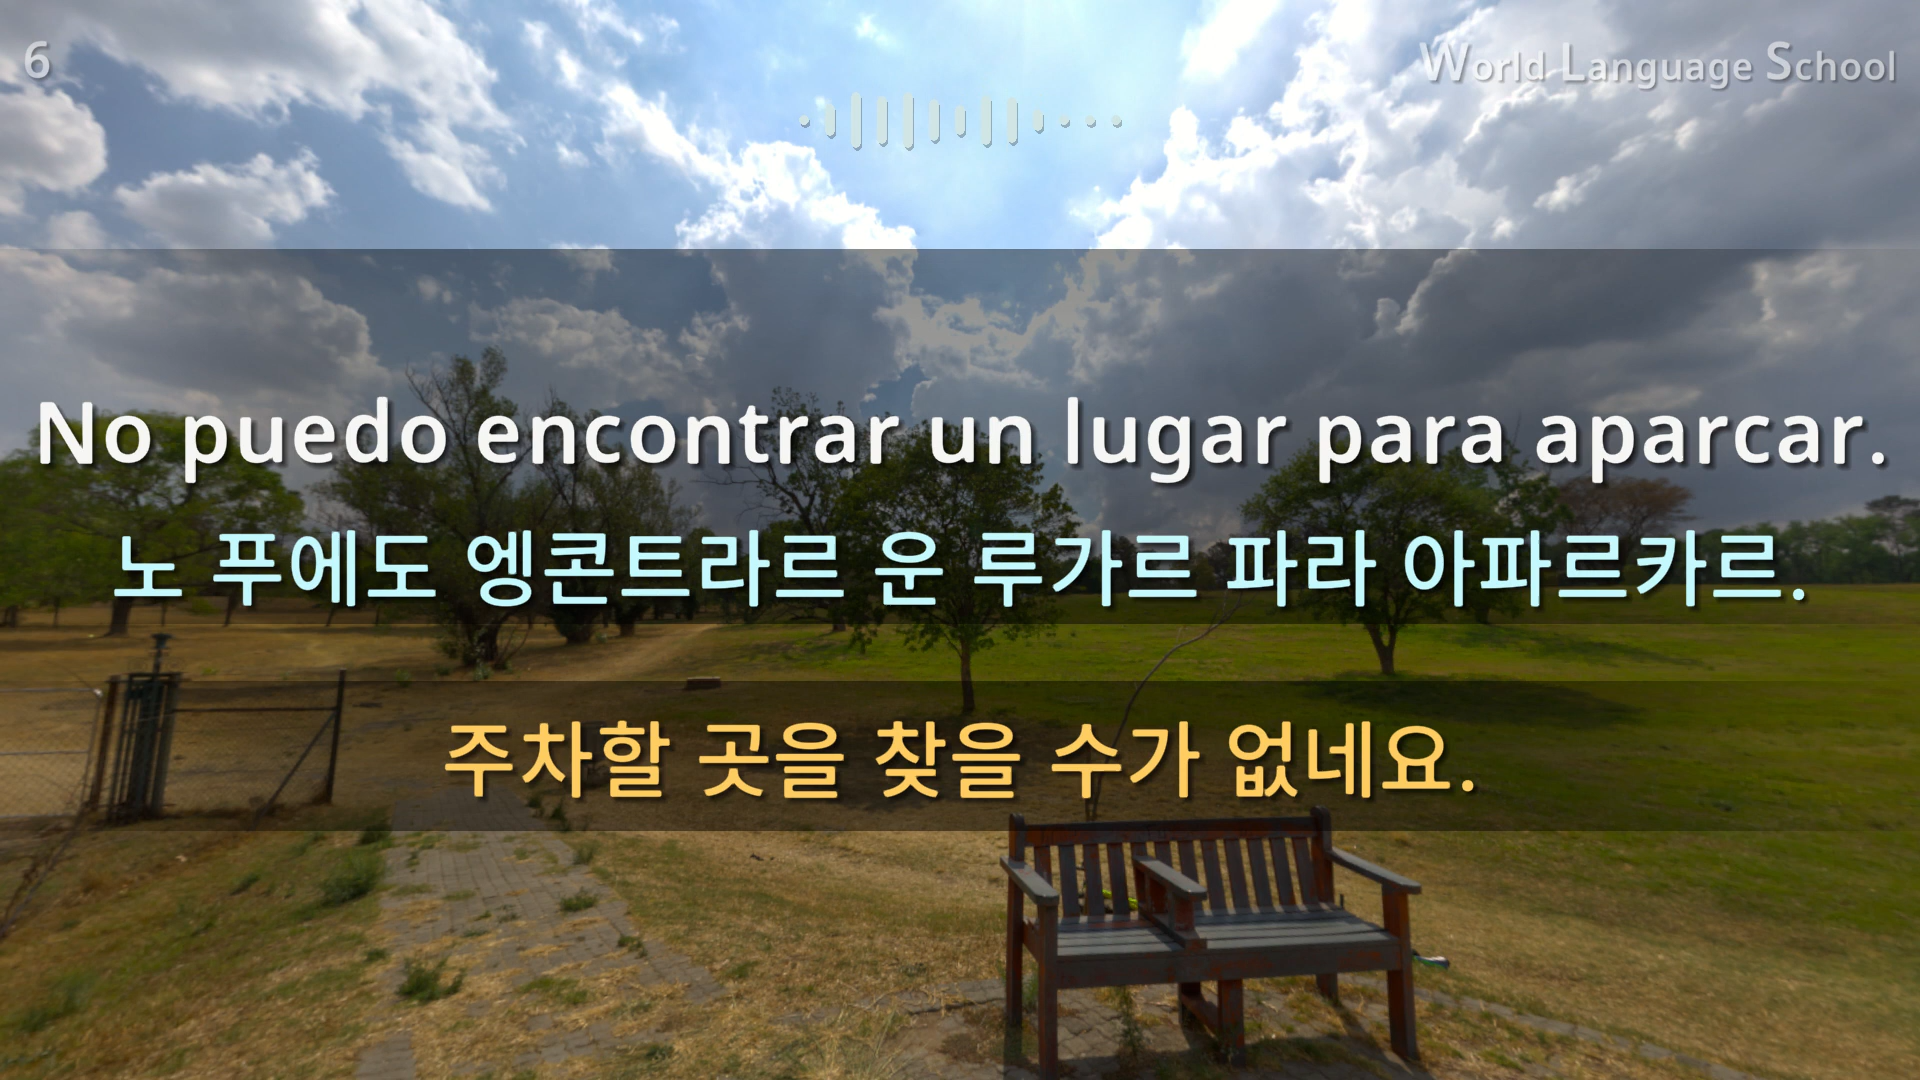 6
World Language School
No puedo encontrar un lugar para aparcar.
노 푸에도 엥콘트라르 운 루가르 파라 아파르카르.
주차할 곳을 찾을 수가 없네요.